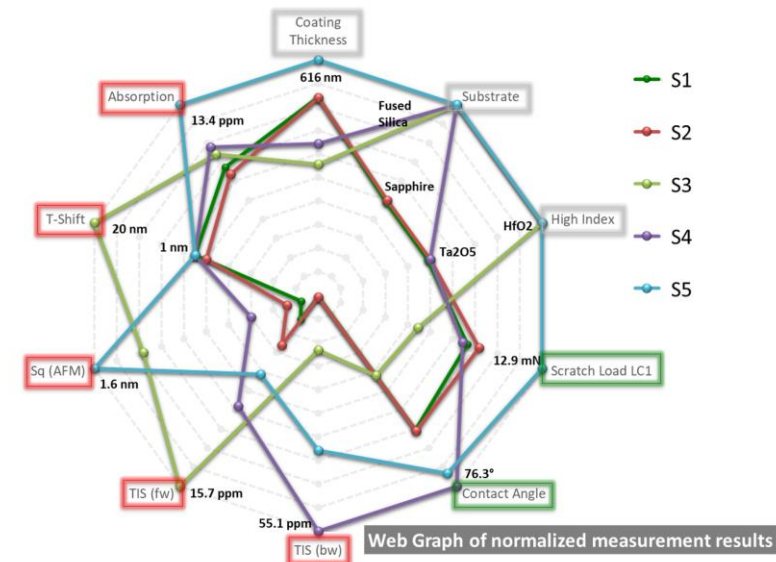 Coating
Thickness
616 nm
Absorption
13.4 ppm
Fused
Silica
Substrate
S1
S2
S3
S4
S5
Sapphire
T-Shift
20 nm
1 nm
HfO2
High Index
Ta2O5
Sq (AFM)
1.6 nm
12.9 mN
Scratch Load LC1
TIS (fw)
15.7 ppm
76.3°
Contact Angle
55.1 ppm
TIS (bw)
Web Graph of normalized measurement results